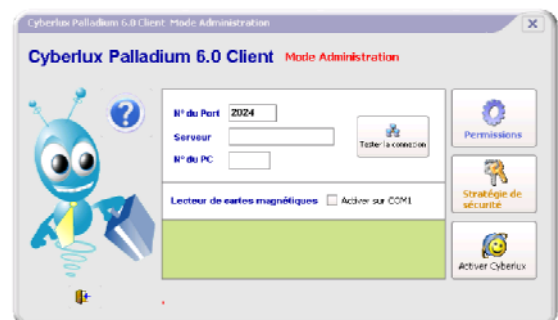 Cyberlux Palladium 6.0 Client: Mode Administration
Cyberlux Palladium 6.0 Client Mode Administration
N° du Port 2024
Serveur
N° du PC
Tester la connexion
Lecteur de cartes magnétiques Activer sur COM1
Permissions
Stratégie de sécurité
Activer Cyberlux